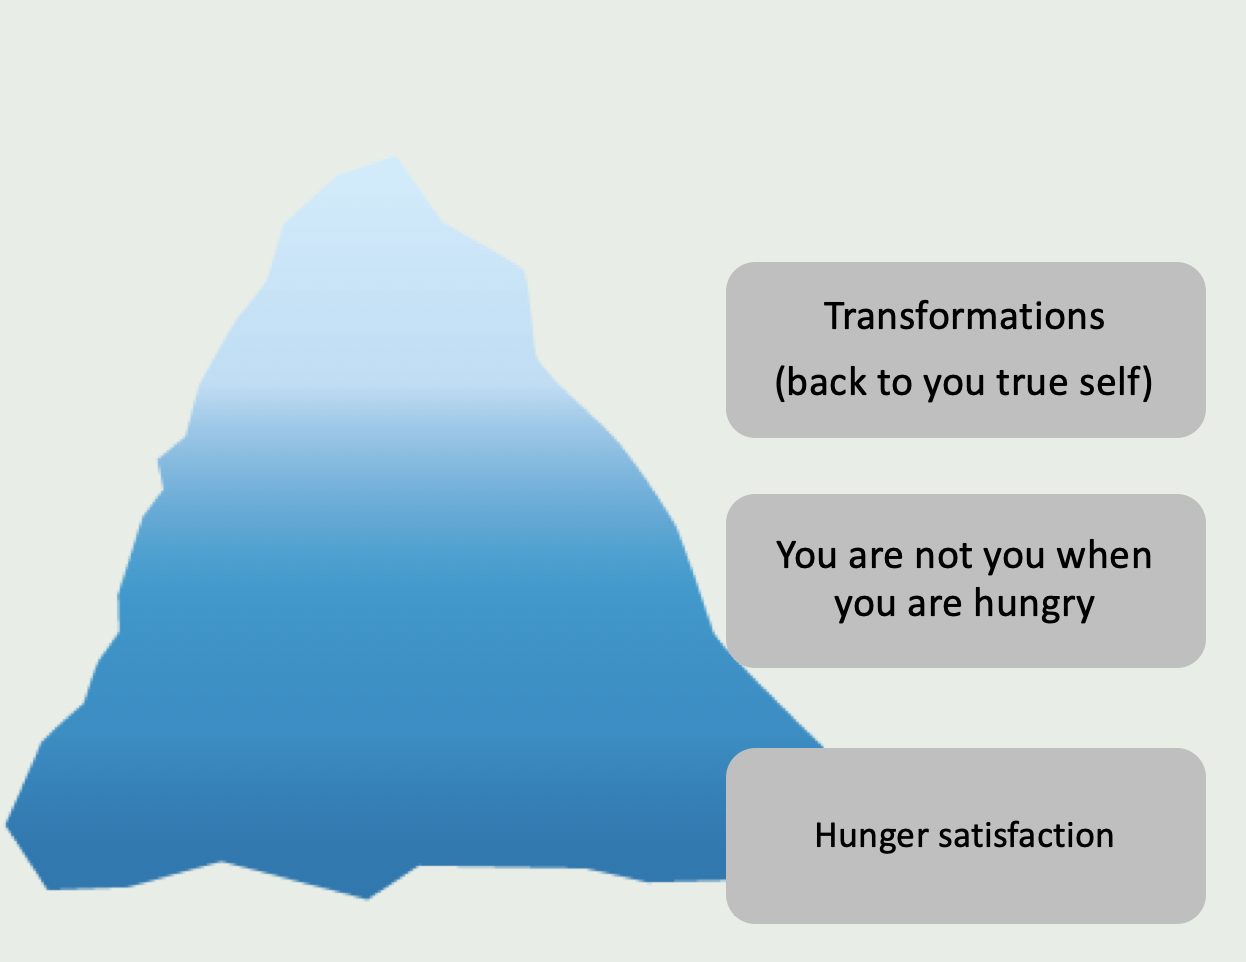 Transformations
(back to you true self)
You are not you when
you are hungry
Hunger satisfaction